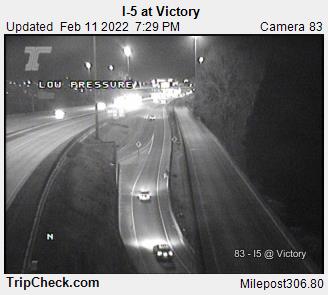 I-5 at Victory
Updated Feb 11 2022 7:29 PM Camera 83
T
LOW PRESSURE
N
83 - I5 @ Victory
TripCheck.com Milepost306.80